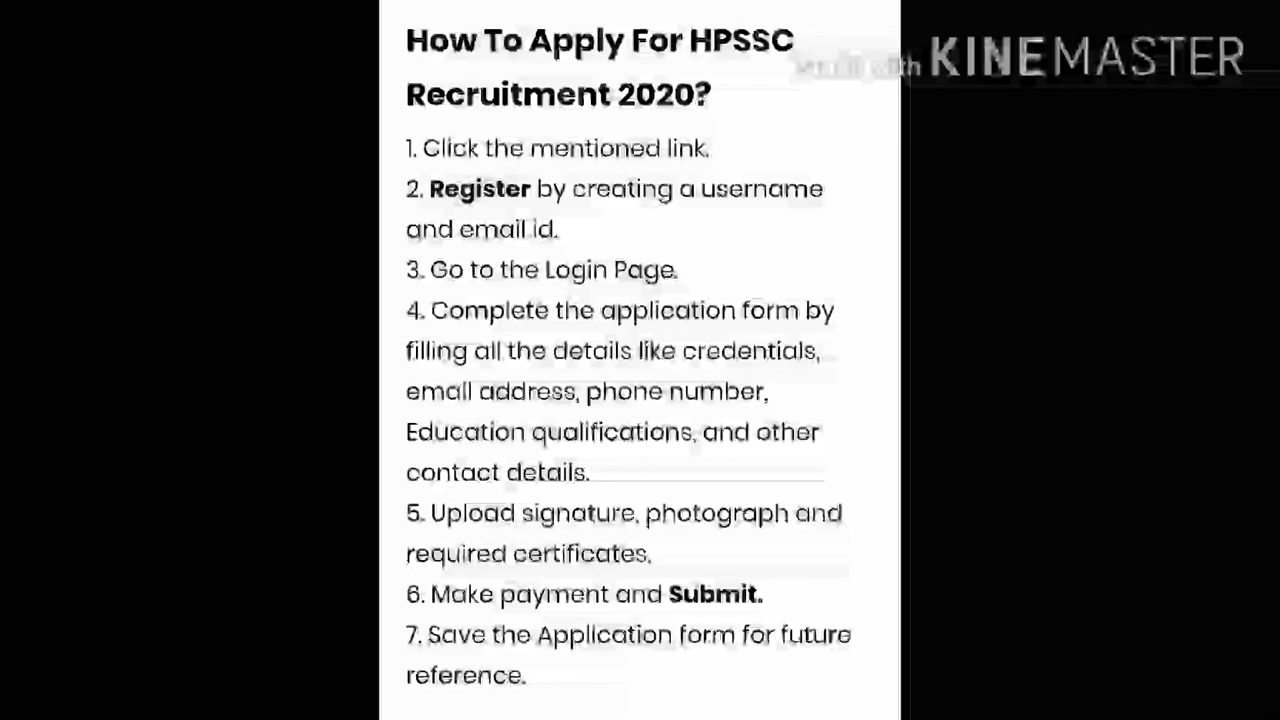 How To Apply For HPSSC
Recruitment 2020?
KINEMASTER
1. Click the mentioned link.
2. Register by creating a username
and email id.
3. Go to the Login Page.
4. Complete the application form by
filling all the details like credentials,
email address, phone number,
Education qualifications, and other
contact details.
5. Upload signature, photograph and
required certificates.
6. Make payment and Submit.
7. Save the Application form for future
reference.